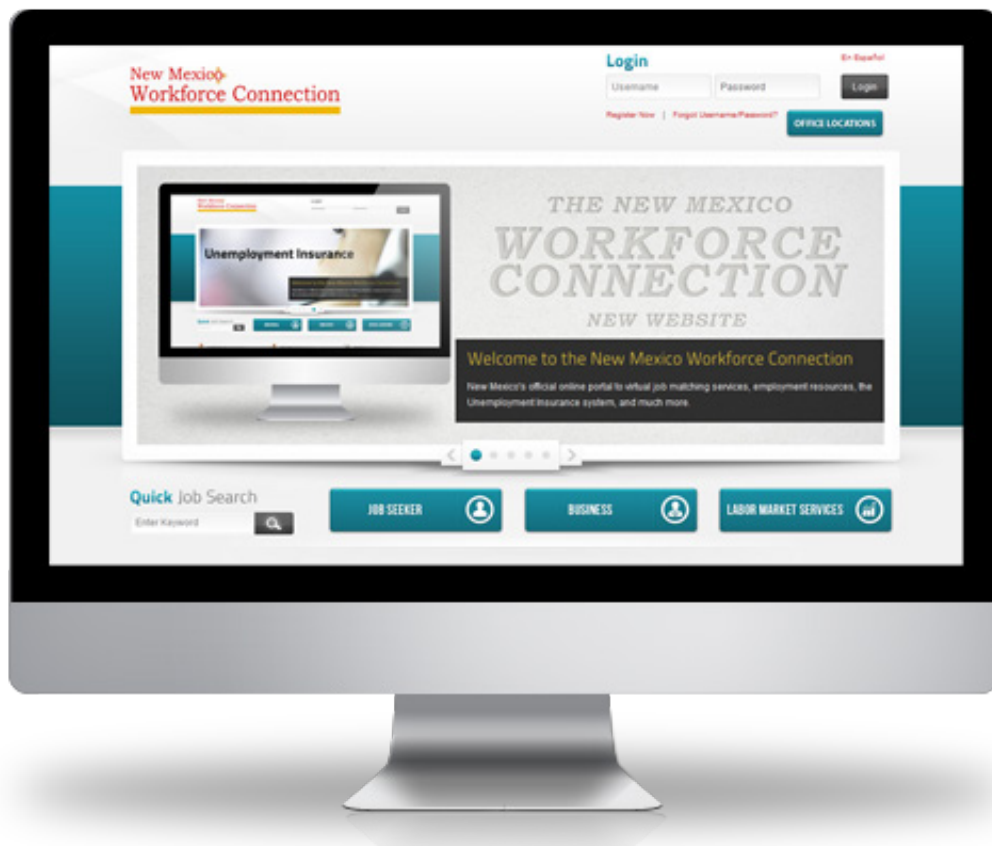 New Mexico
Workforce Connection
Login
En Español
Username
Password
Login
Register Now | Forgot Username/Password?
OFFICE LOCATIONS
Workforce Connection
Unemployment Insurance
THE NEW MEXICO
WORKFORCE
CONNECTION
NEW WEBSITE
Welcome to the New Mexico Workforce Connection
New Mexico's official online portal to virtual job matching services, employment resources, the
Unemployment Insurance system, and much more.
Quick Job Search
Enter Keyword
JOB SEEKER
BUSINESS
LABOR MARKET SERVICES